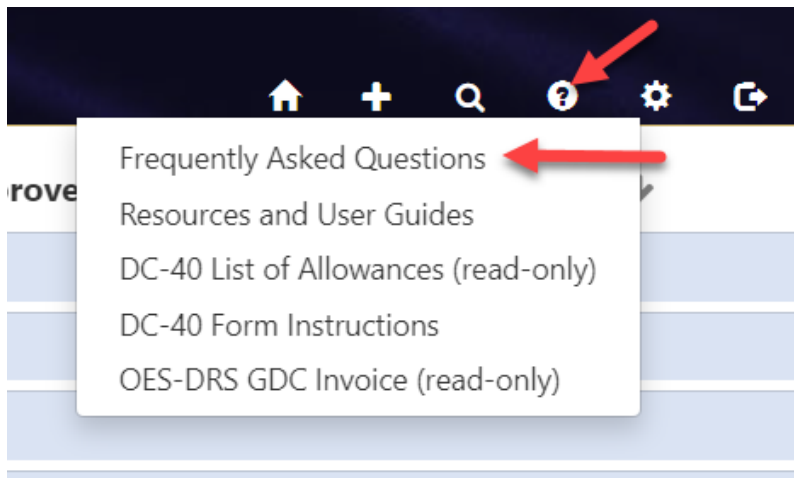 Frequently Asked Questions
rove
Resources and User Guides
DC-40 List of Allowances (read-only)
DC-40 Form Instructions
OES-DRS GDC Invoice (read-only)